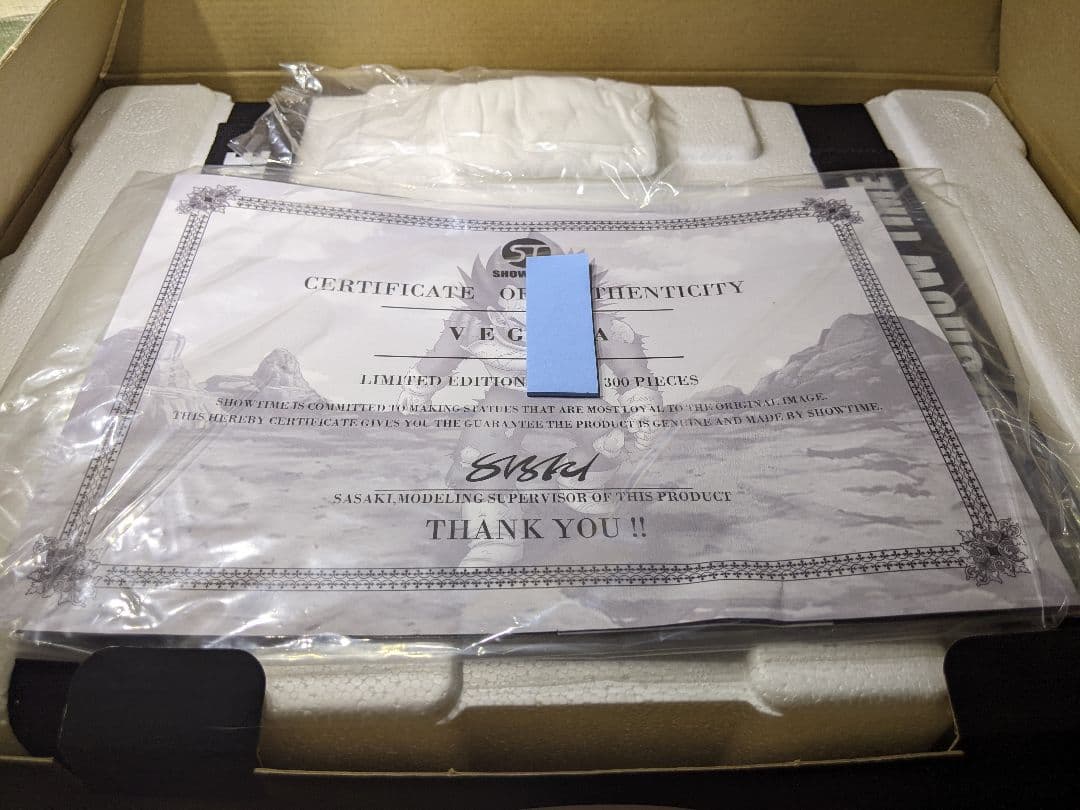 ST
SHOW
CERTIFICATE OF THENTICITY
VEG A
LIMITED EDITION 300 PIECES
SHOWTIME IS COMMITTED TO MAKING STATUES THAT ARE MOST LOYAL TO THE ORIGINAL IMAGE.
THIS HEREBY CERTIFICATE GIVES YOU THE GUARANTEE THE PRODUCT IS GENUINE AND MADE BY SHOWTIME.
SASAKI,MODELING SUPERVISOR OF THIS PRODUCT
THANK YOU !!